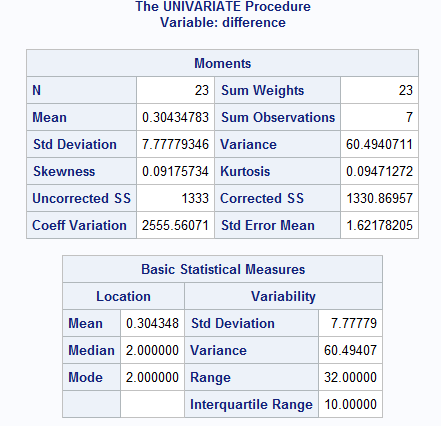 The UNIVARIATE Procedure
Variable: difference
Moments
N 23 Sum Weights 23
Mean 0.30434783 Sum Observations 7
Std Deviation 7.77779346 Variance 60.4940711
Skewness 0.09175734 Kurtosis 0.09471272
Uncorrected SS 1333 Corrected SS 1330.86957
Coeff Variation 2555.56071 Std Error Mean 1.62178205
Basic Statistical Measures
Location Variability
Mean 0.304348 Std Deviation 7.77779
Median 2.000000 Variance 60.49407
Mode 2.000000 Range 32.00000
Interquartile Range 10.00000